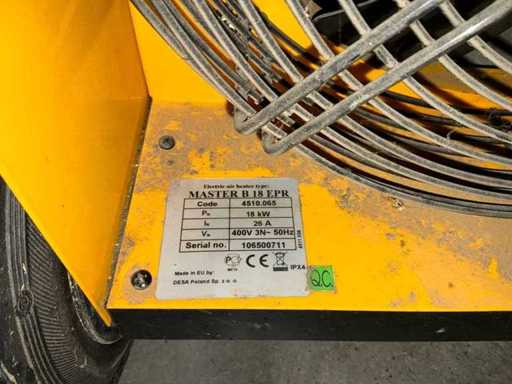 Electric air heater type:
MASTER B 18 EPR
Code 4510.065
Pn 18 kW
In 26 A
Vn 400V 3N~ 50Hz
Serial no. 106500711
CE IPX4
Made in EU by:
DESA Poland Sp. z o. o
Q.C.